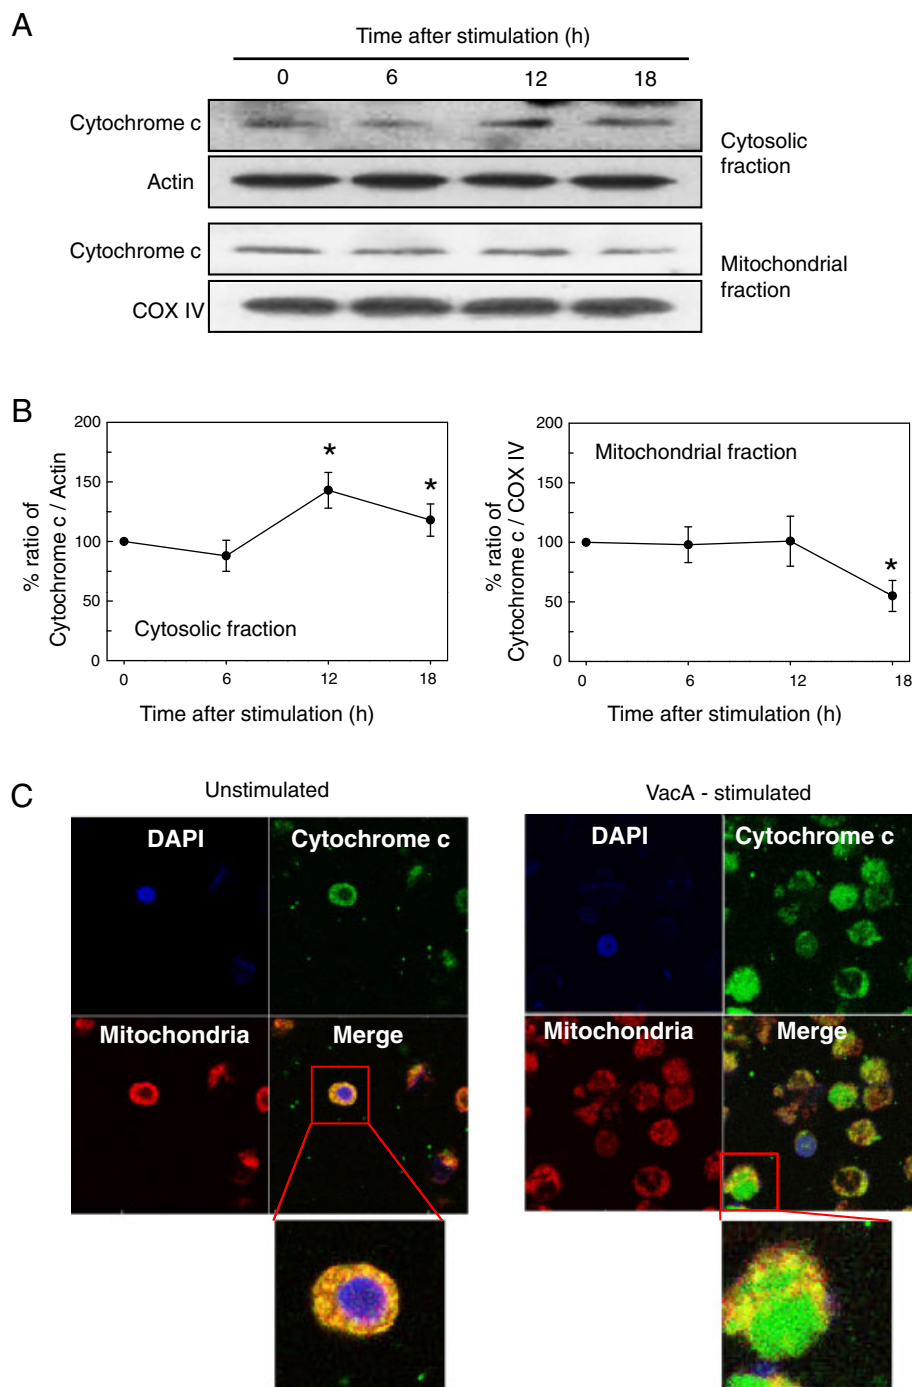 A
Time after stimulation (h)
0 6 12 18
Cytochrome c
Actin
Cytosolic
fraction
Cytochrome c
COX IV
Mitochondrial
fraction
B
% ratio of
Cytochrome c / Actin
200
150
100
50
0
*
*
Cytosolic fraction
0 6 12 18
Time after stimulation (h)
% ratio of
Cytochrome c / COX IV
200
150
100
50
0
Mitochondrial fraction
*
0 6 12 18
Time after stimulation (h)
C
Unstimulated
DAPI
Cytochrome c
Mitochondria
Merge
VacA - stimulated
DAPI
Cytochrome c
Mitochondria
Merge